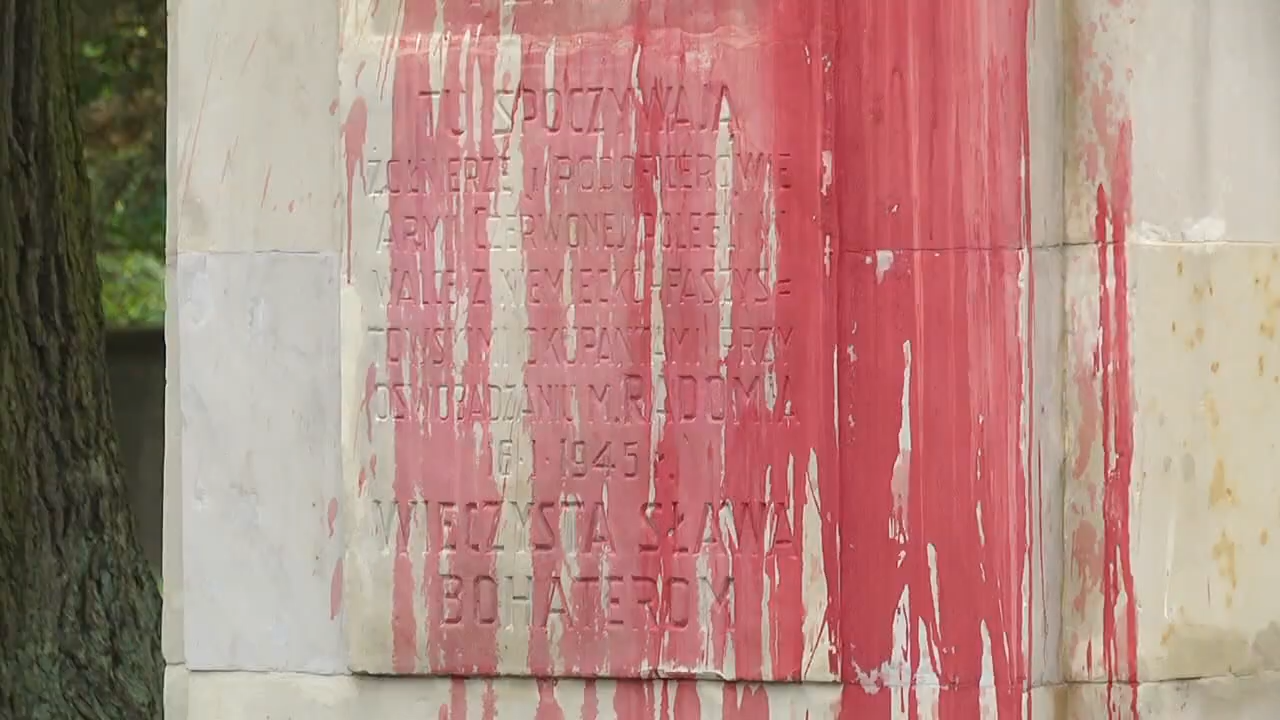 TU SPOCZYWAJĄ
ŻOŁNIERZE I PODOFICEROWIE
ARMII CZERWONEJ POLEGLI W
WALCE Z NIEMIECKO-FASZYS=
TOWSKIMI OKUPANTAMI PRZY
OSWOBADZANIU M. RADOMIA
16·I·1945 r.
WIECZYSTA SŁAWA
BOHATEROM